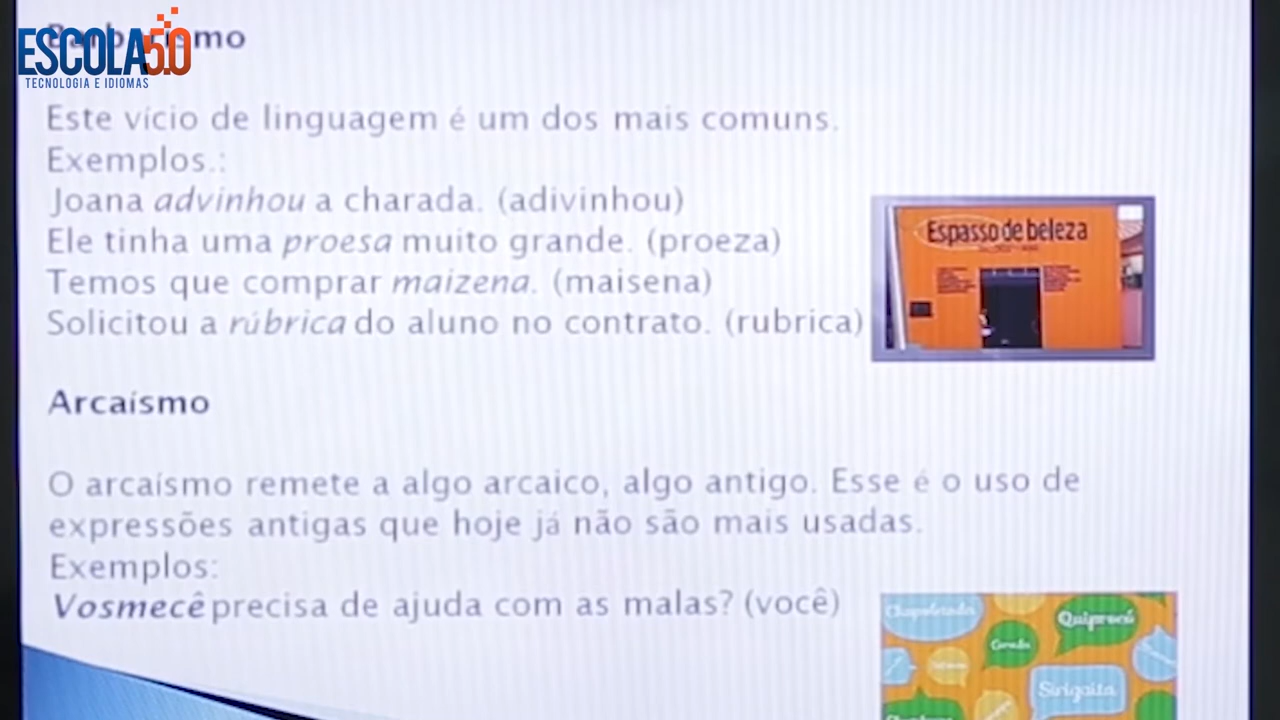 ESCOLA 5.0
TECNOLOGIA E IDIOMAS
Este vício de linguagem é um dos mais comuns.
Exemplos.:
Joana advinhou a charada. (adivinhou)
Ele tinha uma proesa muito grande. (proeza)
Temos que comprar maizena. (maisena)
Solicitou a rúbrica do aluno no contrato. (rubrica)
Espasso de beleza
Arcaísmo
O arcaísmo remete a algo arcaico, algo antigo. Esse é o uso de
expressões antigas que hoje já não são mais usadas.
Exemplos:
Vosmecê precisa de ajuda com as malas? (você)
Quiprocó
Sirigaita